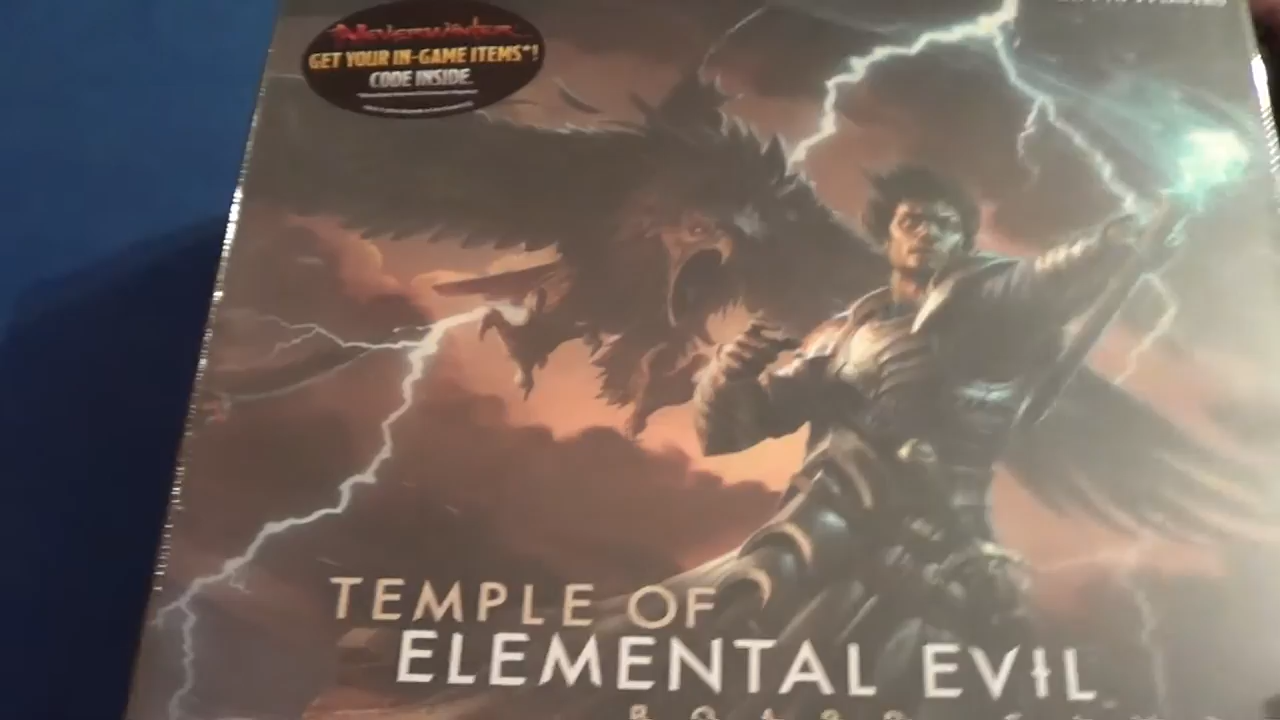 NEVERWINTER
GET YOUR IN-GAME ITEMS*!
CODE INSIDE.
TEMPLE OF
ELEMENTAL EVIL